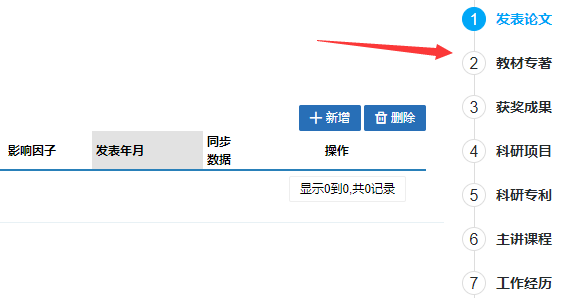 1 发表论文
2 教材专著
新增 删除
3 获奖成果
影响因子 发表年月 同步数据 操作
4 科研项目
显示0到0,共0记录
5 科研专利
6 主讲课程
7 工作经历